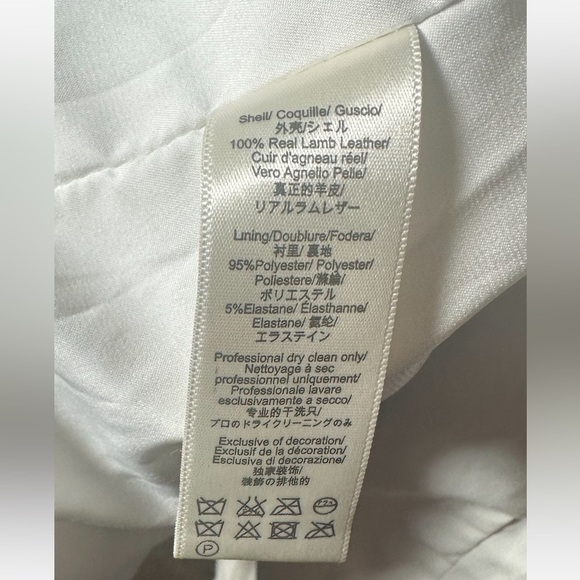 Shell/ Coquille/ Guscio/
外壳/シェル
100% Real Lamb Leather/
Cuir d'agneau réel/
Vero Agnello Pelle/
真正的羊皮/
リアルラムレザー
Lining/Doublure/Fodera/
衬里/ 裏地
95%Polyester/ Polyester/
Poliestere/滌綸/
ポリエステル
5%Elastane/ Élasthanne/
Elastane/ 氨纶/
エラステイン
Professional dry clean only/
Nettoyage à sec
professionnel uniquement/
Professionale lavare
esclusivamente a secco/
专业的干洗只/
プロのドライクリーニングのみ
Exclusive of decoration/
Exclusif de la décoration/
Esclusiva di decorazione/
独家装饰/
装飾の排他的
P